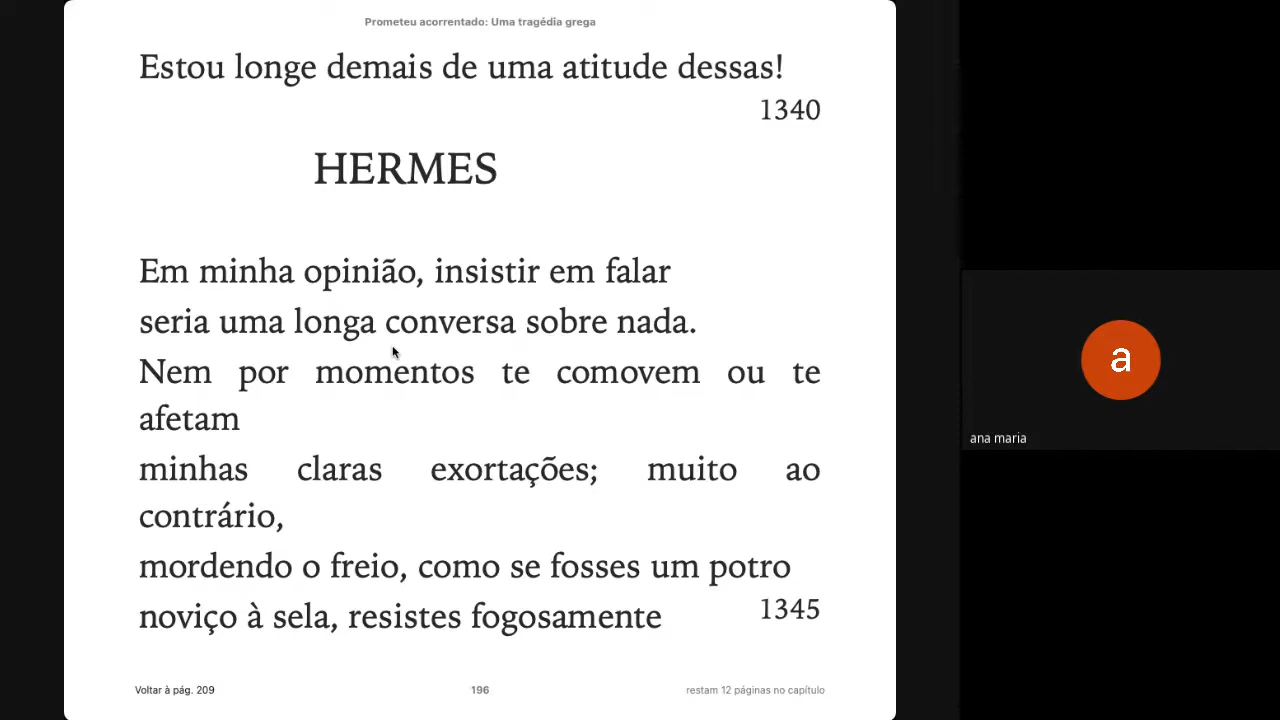 Prometeu acorrentado: Uma tragédia grega
Estou longe demais de uma atitude dessas!
1340
HERMES
Em minha opinião, insistir em falar
seria uma longa conversa sobre nada.
Nem por momentos te comovem ou te
afetam
minhas claras exortações; muito ao
contrário,
mordendo o freio, como se fosses um potro
noviço à sela, resistes fogosamente 1345
Voltar à pág. 209 196 restam 12 páginas no capítulo
a
ana maria